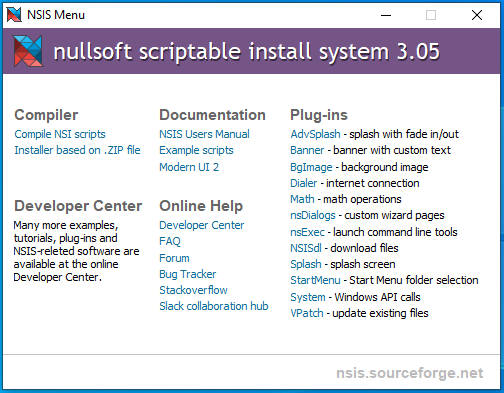 NSIS Menu
nullsoft scriptable install system 3.05
Compiler
Compile NSI scripts
Installer based on .ZIP file
Documentation
NSIS Users Manual
Example scripts
Modern UI 2
Plug-ins
AdvSplash - splash with fade in/out
Banner - banner with custom text
BgImage - background image
Dialer - internet connection
Math - math operations
nsDialogs - custom wizard pages
nsExec - launch command line tools
NSISdl - download files
Splash - splash screen
StartMenu - Start Menu folder selection
System - Windows API calls
VPatch - update existing files
Developer Center
Many more examples,
tutorials, plug-ins and
NSIS-releted software are
available at the online
Developer Center.
Online Help
Developer Center
FAQ
Forum
Bug Tracker
Stackoverflow
Slack collaboration hub
nsis.sourceforge.net